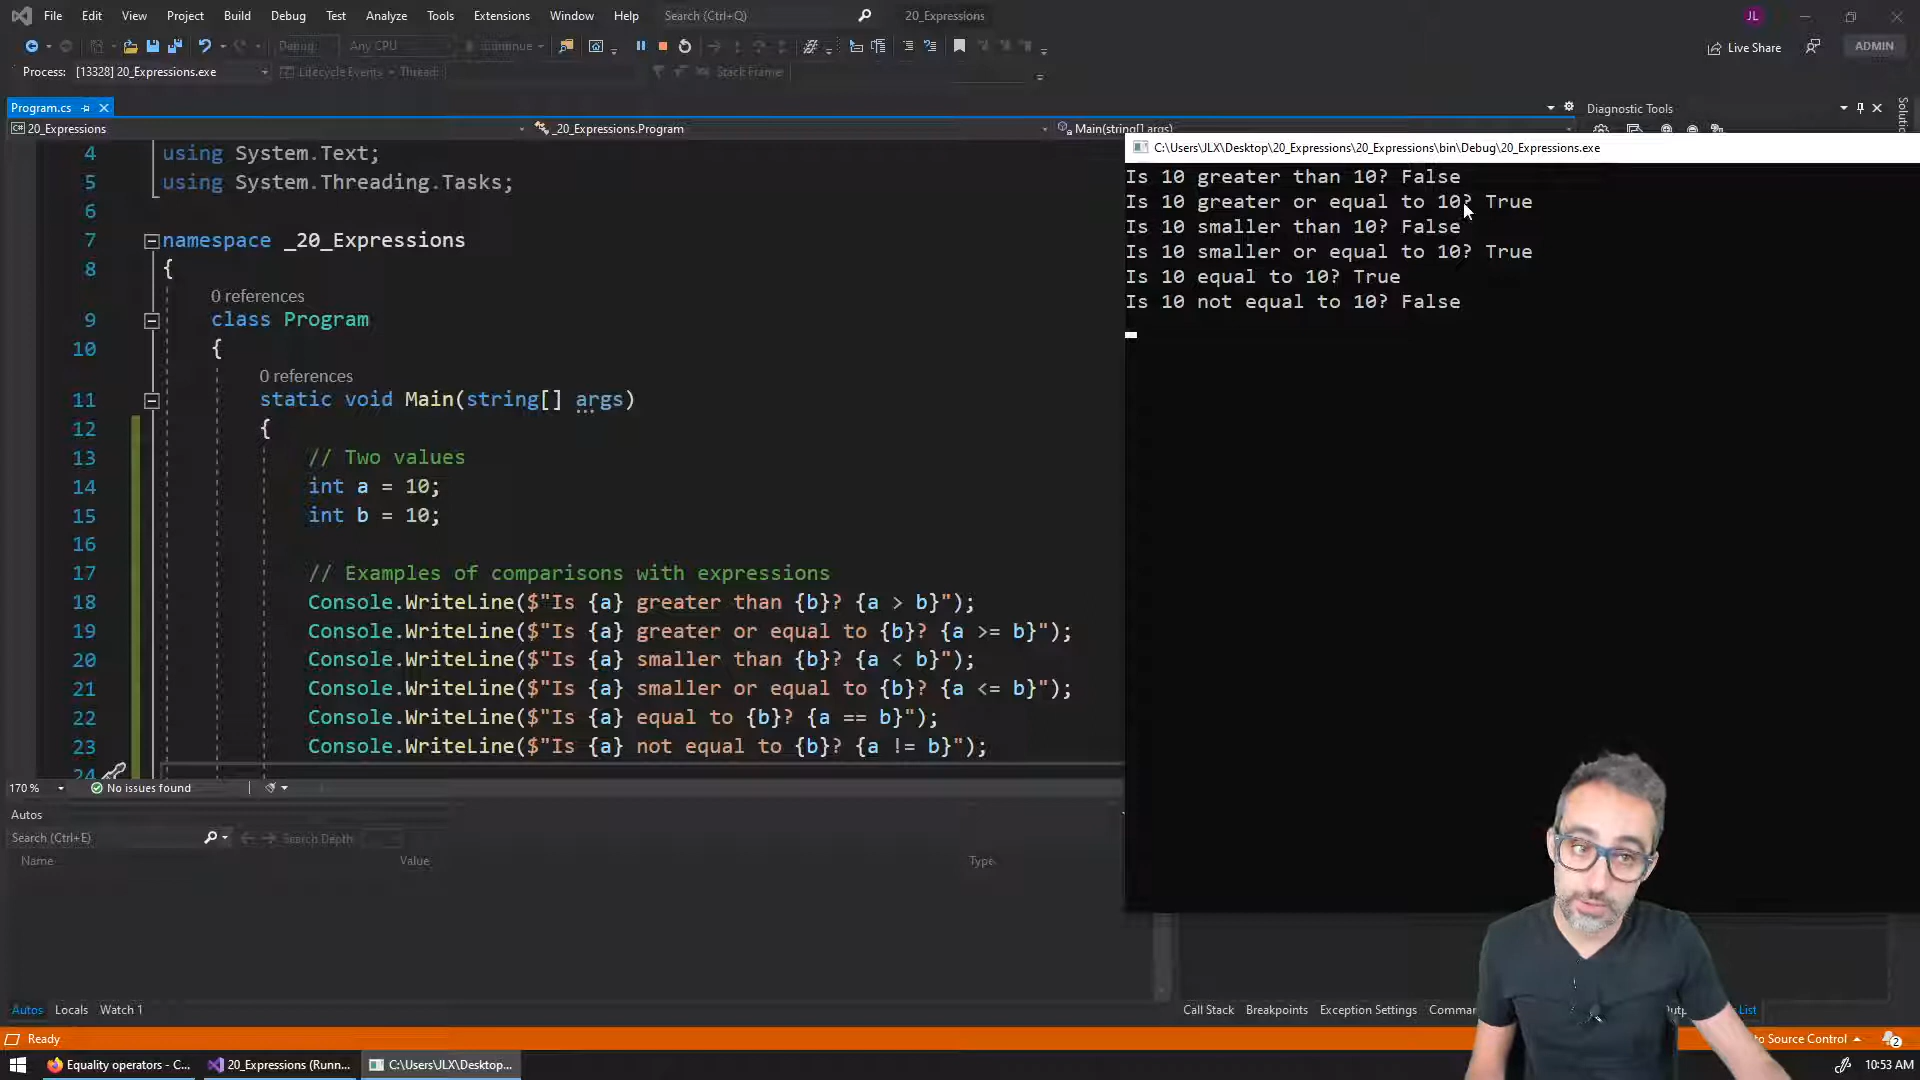 File Edit View Project Build Debug Test Analyze Tools Extensions Window Help Search (Ctrl+Q) 20_Expressions JL
Debug Any CPU Continue Live Share ADMIN
Process: [13328] 20_Expressions.exe Lifecycle Events Thread: Stack Frame:
Program.cs Diagnostic Tools
20_Expressions _20_Expressions.Program Main(string[] args)
C:\Users\JLX\Desktop\20_Expressions\20_Expressions\bin\Debug\20_Expressions.exe
Is 10 greater than 10? False
Is 10 greater or equal to 10? True
Is 10 smaller than 10? False
Is 10 smaller or equal to 10? True
Is 10 equal to 10? True
Is 10 not equal to 10? False
4 using System.Text;
5 using System.Threading.Tasks;
6
7 namespace _20_Expressions
8 {
0 references
9 class Program
10 {
0 references
11 static void Main(string[] args)
12 {
13 // Two values
14 int a = 10;
15 int b = 10;
16
17 // Examples of comparisons with expressions
18 Console.WriteLine($"Is {a} greater than {b}? {a > b}");
19 Console.WriteLine($"Is {a} greater or equal to {b}? {a >= b}");
20 Console.WriteLine($"Is {a} smaller than {b}? {a < b}");
21 Console.WriteLine($"Is {a} smaller or equal to {b}? {a <= b}");
22 Console.WriteLine($"Is {a} equal to {b}? {a == b}");
23 Console.WriteLine($"Is {a} not equal to {b}? {a != b}");
24
170 % No issues found
Autos
Search (Ctrl+E) Search Depth:
Name Value Type
Autos Locals Watch 1 Call Stack Breakpoints Exception Settings List
Ready to Source Control 2
Equality operators - C... 20_Expressions (Runn... C:\Users\JLX\Desktop... 10:53 AM